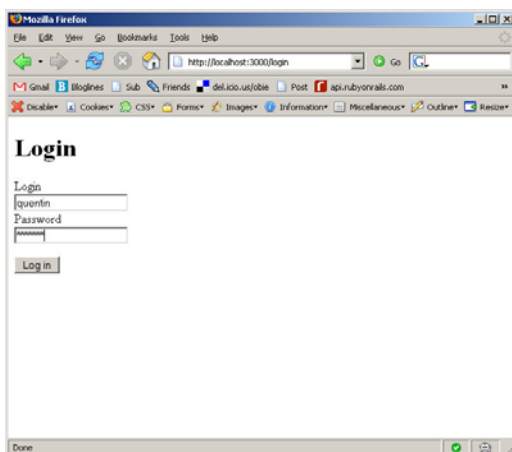 Mozilla Firefox
File Edit View Go Bookmarks Tools Help
http://localhost:3000/login Go G
Gmail B Bloglines Sub Friends del.icio.us/obie Post api.rubyonrails.com
Disable Cookies CSS Forms Images Information Miscellaneous Outline Resize
Login
Login
quentin
Password
Log in
Done